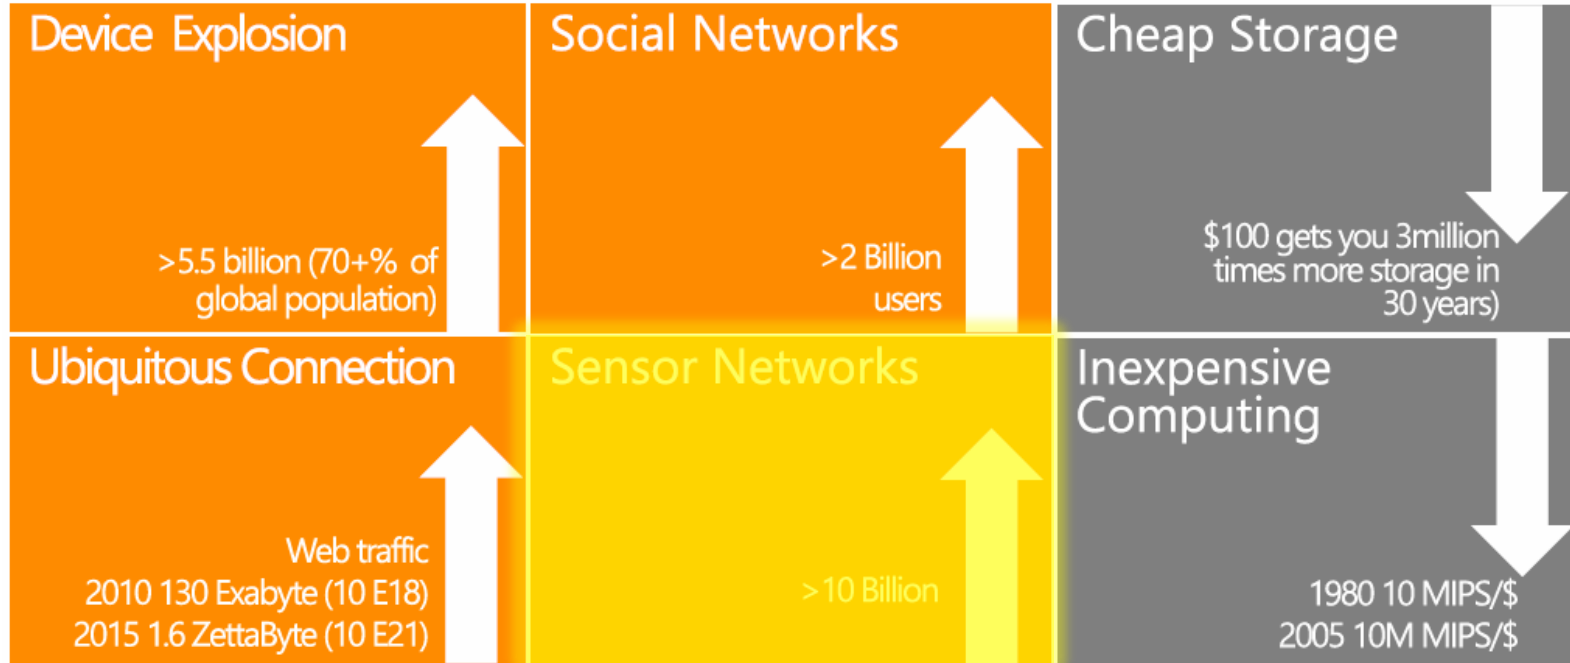 Device Explosion
>5.5 billion (70+% of
global population)
Social Networks
>2 Billion
users
Cheap Storage
$100 gets you 3million
times more storage in
30 years)
Ubiquitous Connection
Web traffic
2010 130 Exabyte (10 E18)
2015 1.6 ZettaByte (10 E21)
Sensor Networks
>10 Billion
Inexpensive
Computing
1980 10 MIPS/$
2005 10M MIPS/$